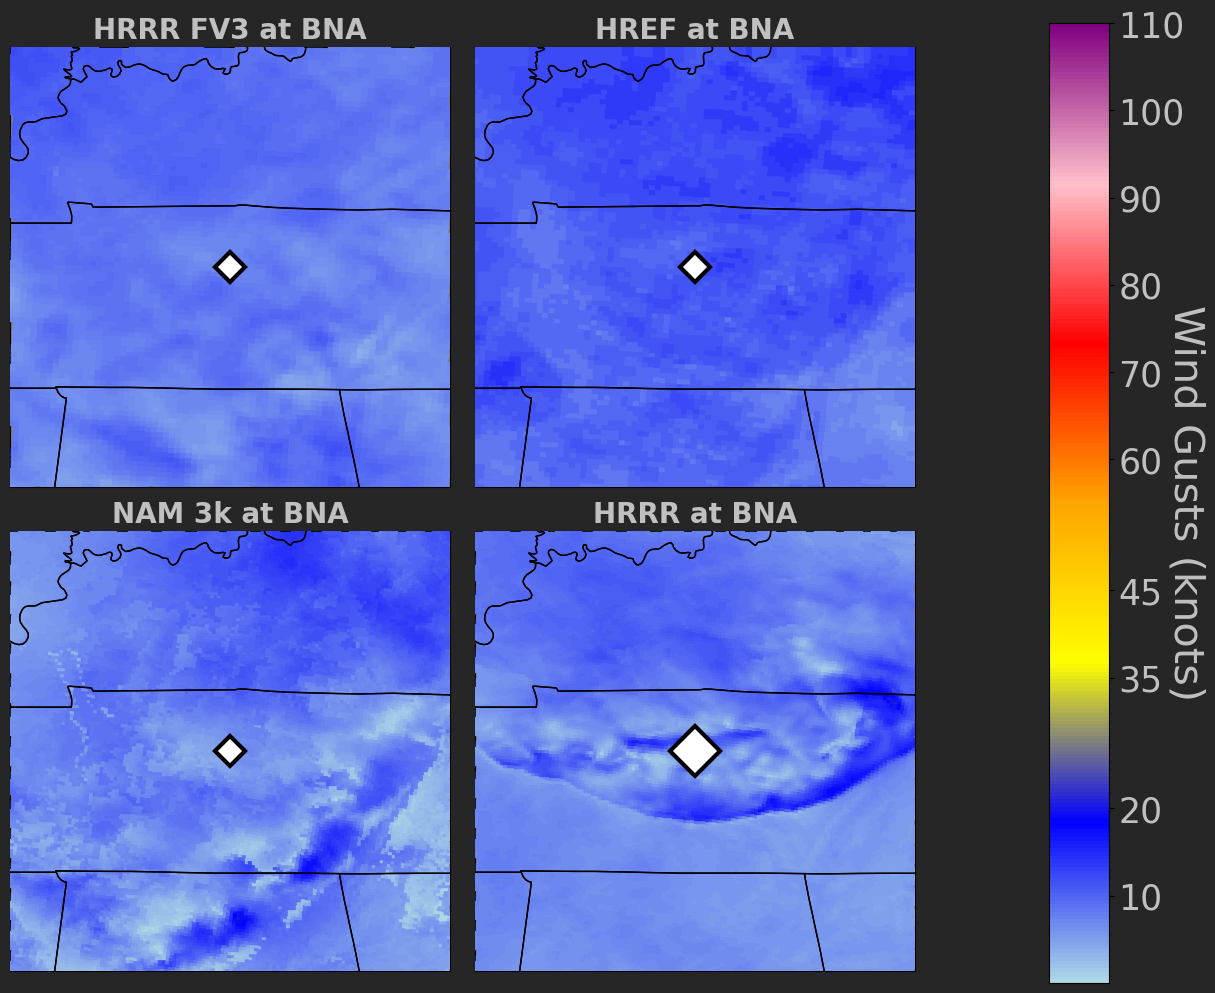 HRRR FV3 at BNA
HREF at BNA
NAM 3k at BNA
HRRR at BNA
110
100
90
80
70
60
45
35
20
10
Wind Gusts (knots)